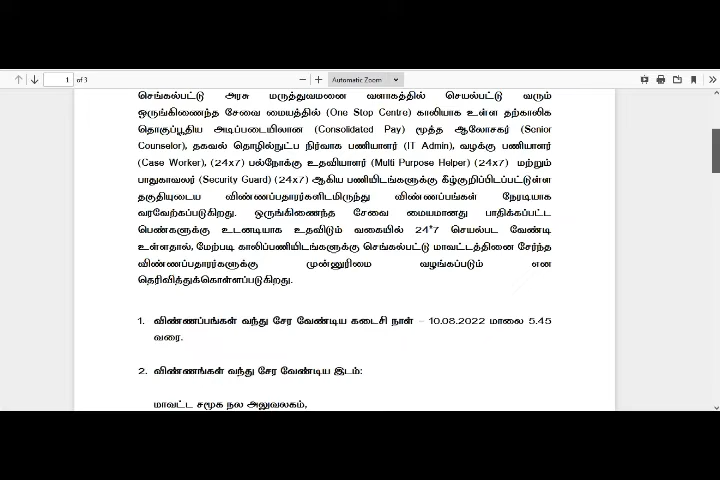 1 of 3
Automatic Zoom
செங்கல்பட்டு அரசு மருத்துவமனை வளாகத்தில் செயல்பட்டு வரும்
ஒருங்கிணைந்த சேவை மையத்தில் (One Stop Centre) காலியாக உள்ள தற்காலிக
தொகுப்பூதிய அடிப்படையிலான (Consolidated Pay) மூத்த ஆலோசகர் (Senior
Counselor), தகவல் தொழில்நுட்ப நிர்வாக பணியாளர் (IT Admin), வழக்கு பணியாளர்
(Case Worker), (24x7) பல்நோக்கு உதவியாளர் (Multi Purpose Helper) (24x7) மற்றும்
பாதுகாவலர் (Security Guard) (24x7) ஆகிய பணியிடங்களுக்கு கீழ்குறிப்பிடப்பட்டுள்ள
தகுதியுடைய விண்ணப்பதாரர்களிடமிருந்து விண்ணப்பங்கள் நேரடியாக
வரவேற்கப்படுகிறது. ஒருங்கிணைந்த சேவை மையமானது பாதிக்கப்பட்ட
பெண்களுக்கு உடனடியாக உதவிடும் வகையில் 24*7 செயல்பட வேண்டி
உள்ளதால், மேற்படி காலிப்பணியிடங்களுக்கு செங்கல்பட்டு மாவட்டத்தினை சேர்ந்த
விண்ணப்பதாரர்களுக்கு முன்னுரிமை வழங்கப்படும் என
தெரிவித்துக்கொள்ளப்படுகிறது.
1. விண்ணப்பங்கள் வந்து சேர வேண்டிய கடைசி நாள் – 10.08.2022 மாலை 5.45
வரை.
2. விண்ணங்கள் வந்து சேர வேண்டிய இடம்:
மாவட்ட சமூக நல அலுவலகம்,